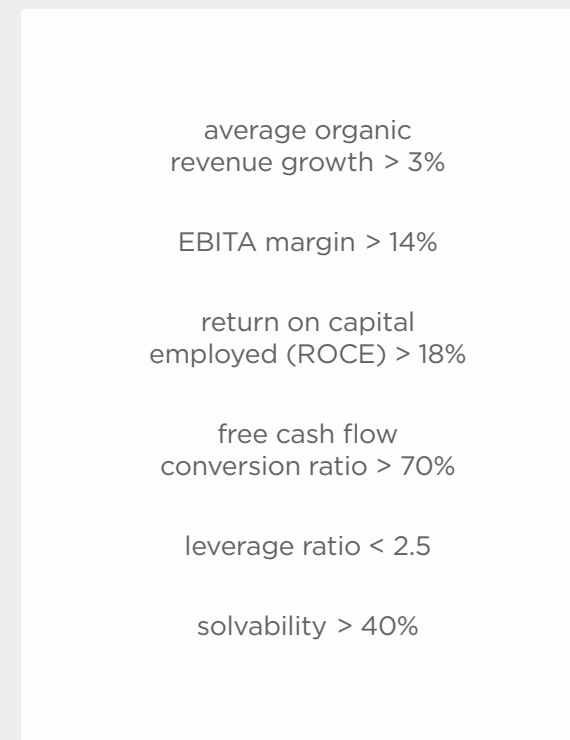 average organic
revenue growth > 3%
EBITA margin > 14%
return on capital
employed (ROCE) > 18%
free cash flow
conversion ratio > 70%
leverage ratio < 2.5
solvability > 40%